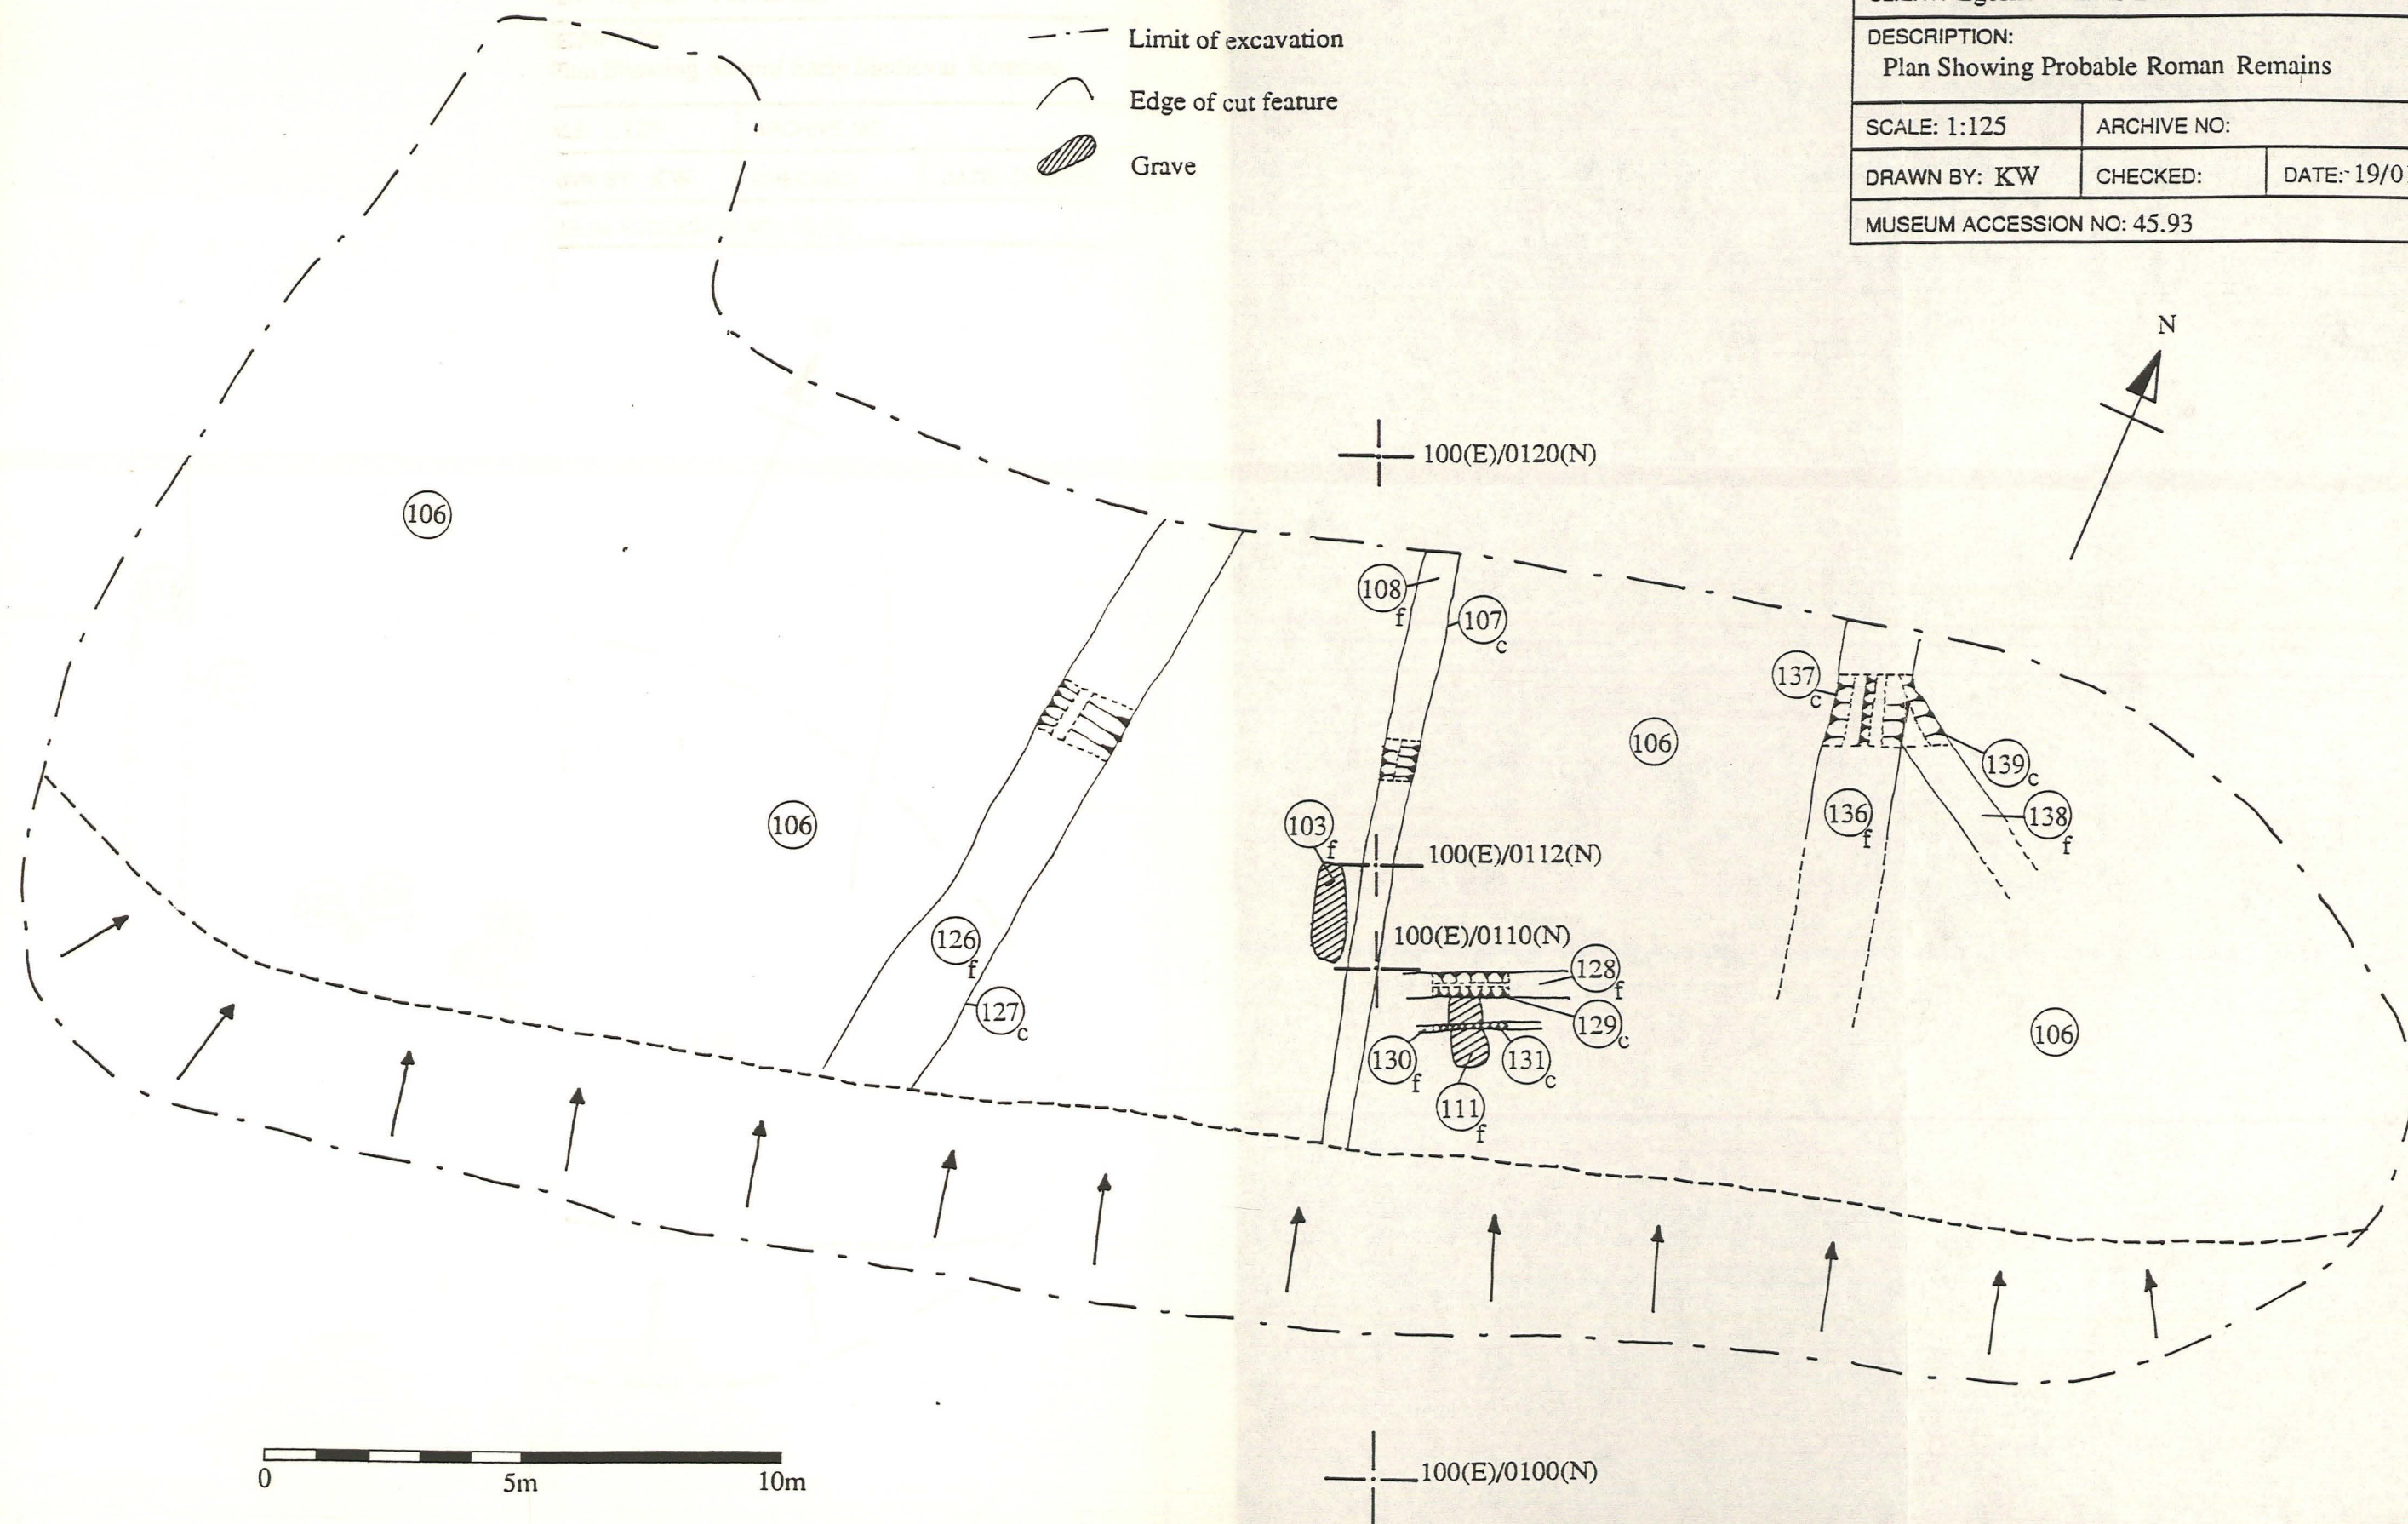 Limit of excavation
Edge of cut feature
Grave
DESCRIPTION:
Plan Showing Probable Roman Remains
SCALE: 1:125
ARCHIVE NO:
DRAWN BY: KW
CHECKED:
DATE:- 19/0
MUSEUM ACCESSION NO: 45.93
N
100(E)/0120(N)
106
108
f
107
c
137
c
106
139
c
138
f
136
f
106
103
f
100(E)/0112(N)
126
f
127
c
100(E)/0110(N)
128
f
129
c
130
f
131
c
111
f
106
0
5m
10m
100(E)/0100(N)